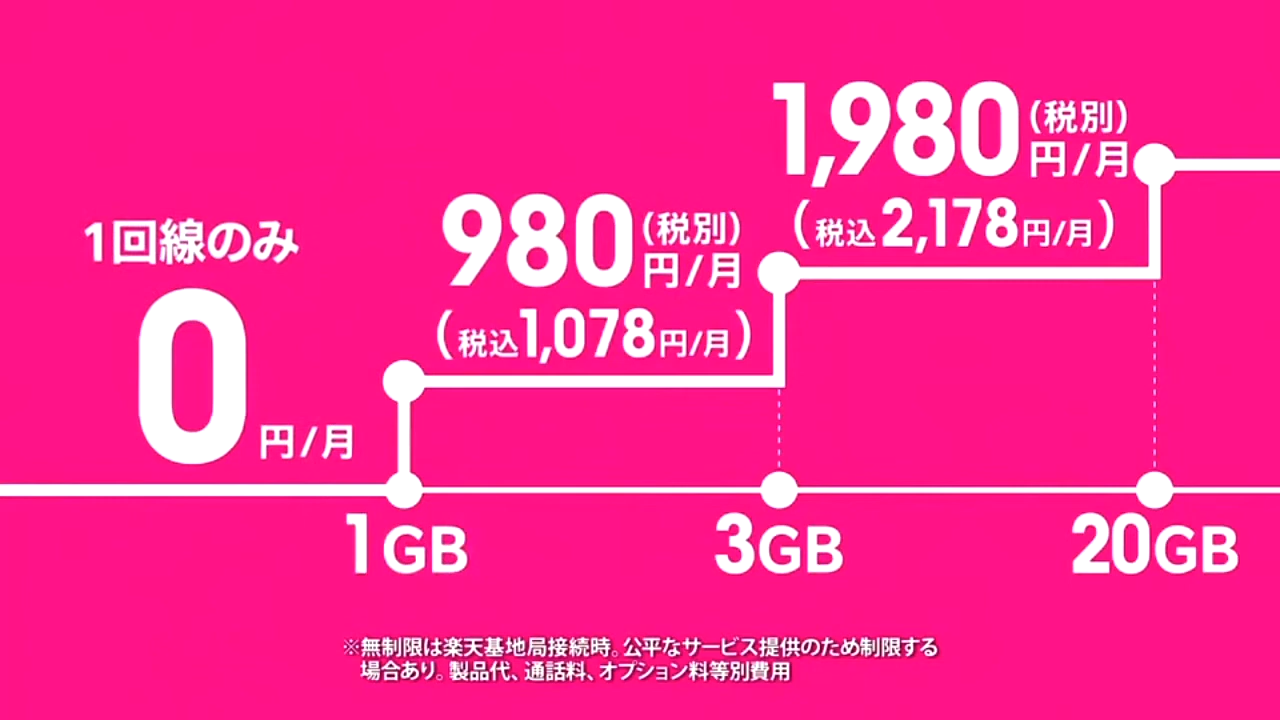 1回線のみ
0円/月
980(税別)円/月
(税込1,078円/月)
1,980(税別)円/月
(税込2,178円/月)
1GB
3GB
20GB
※無制限は楽天基地局接続時。公平なサービス提供のため制限する
場合あり。製品代、通話料、オプション料等別費用